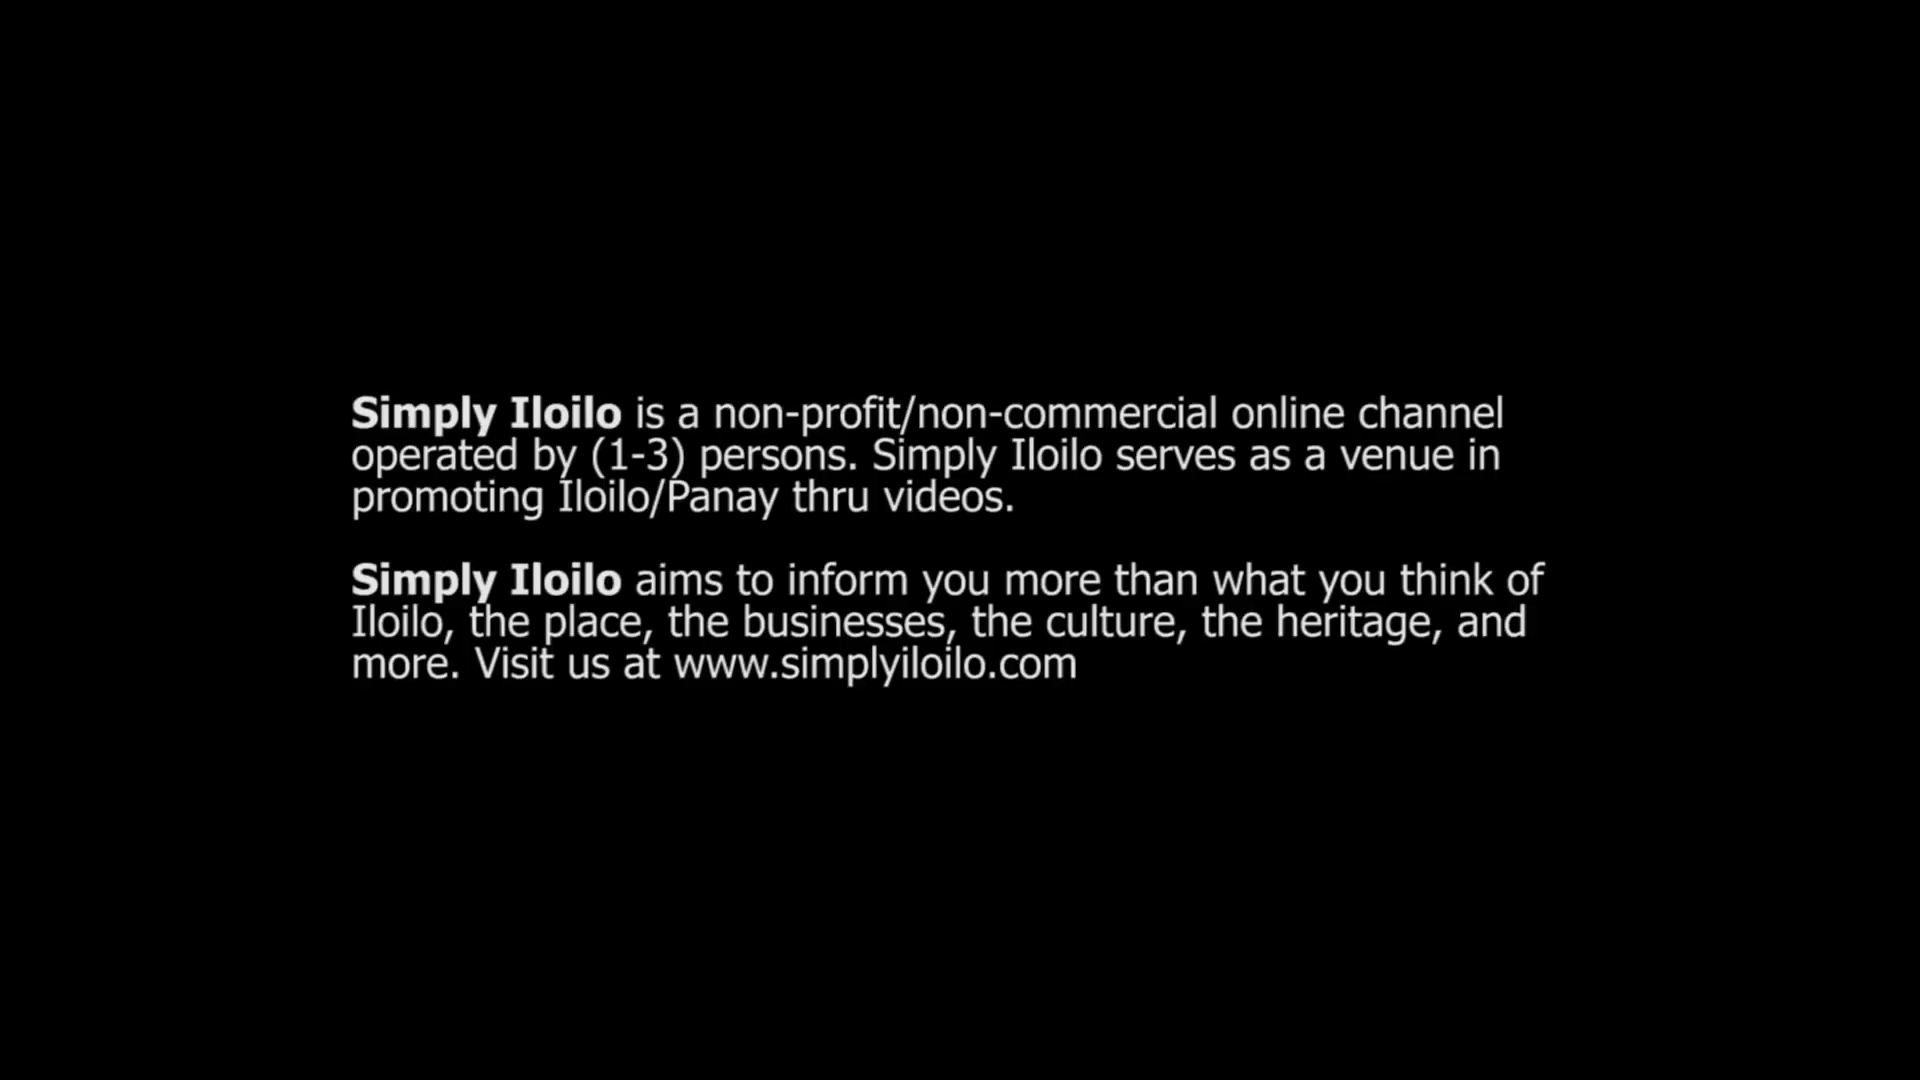 Simply Iloilo is a non-profit/non-commercial online channel
operated by (1-3) persons. Simply Iloilo serves as a venue in
promoting Iloilo/Panay thru videos.
Simply Iloilo aims to inform you more than what you think of
Iloilo, the place, the businesses, the culture, the heritage, and
more. Visit us at www.simplyiloilo.com